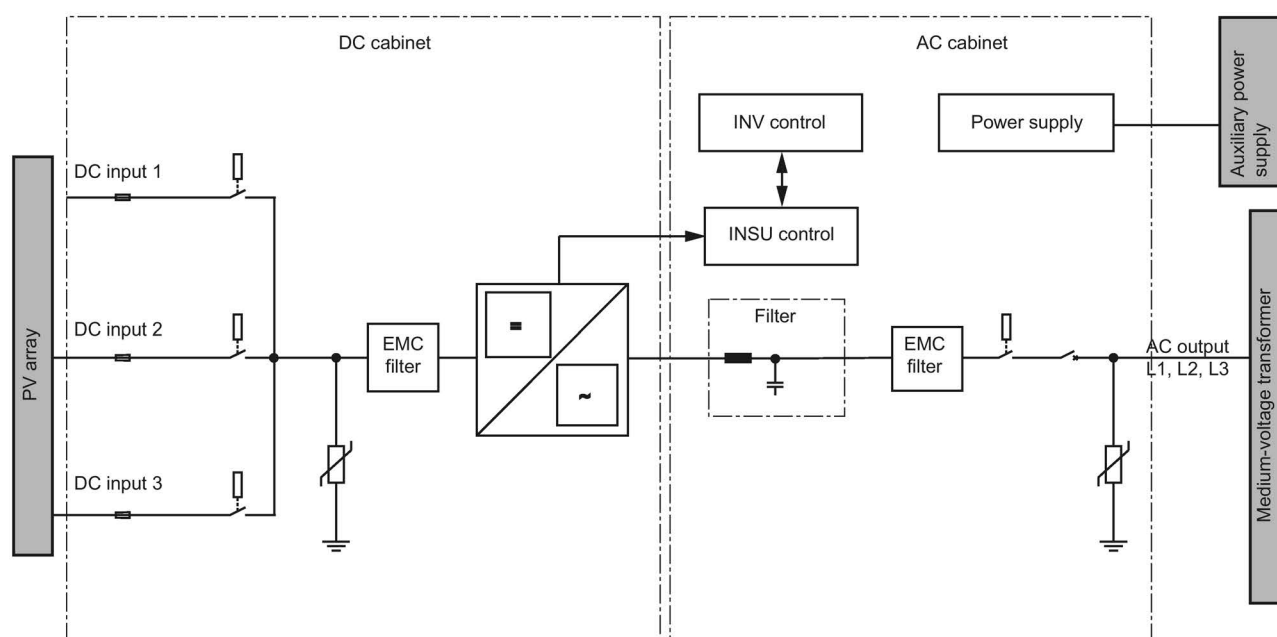 DC cabinet
AC cabinet
Auxiliary power
supply
INV control
Power supply
DC input 1
INSU control
PV array
DC input 2
EMC
filter
=
~
Filter
EMC
filter
AC output
L1, L2, L3
Medium-voltage transformer
DC input 3